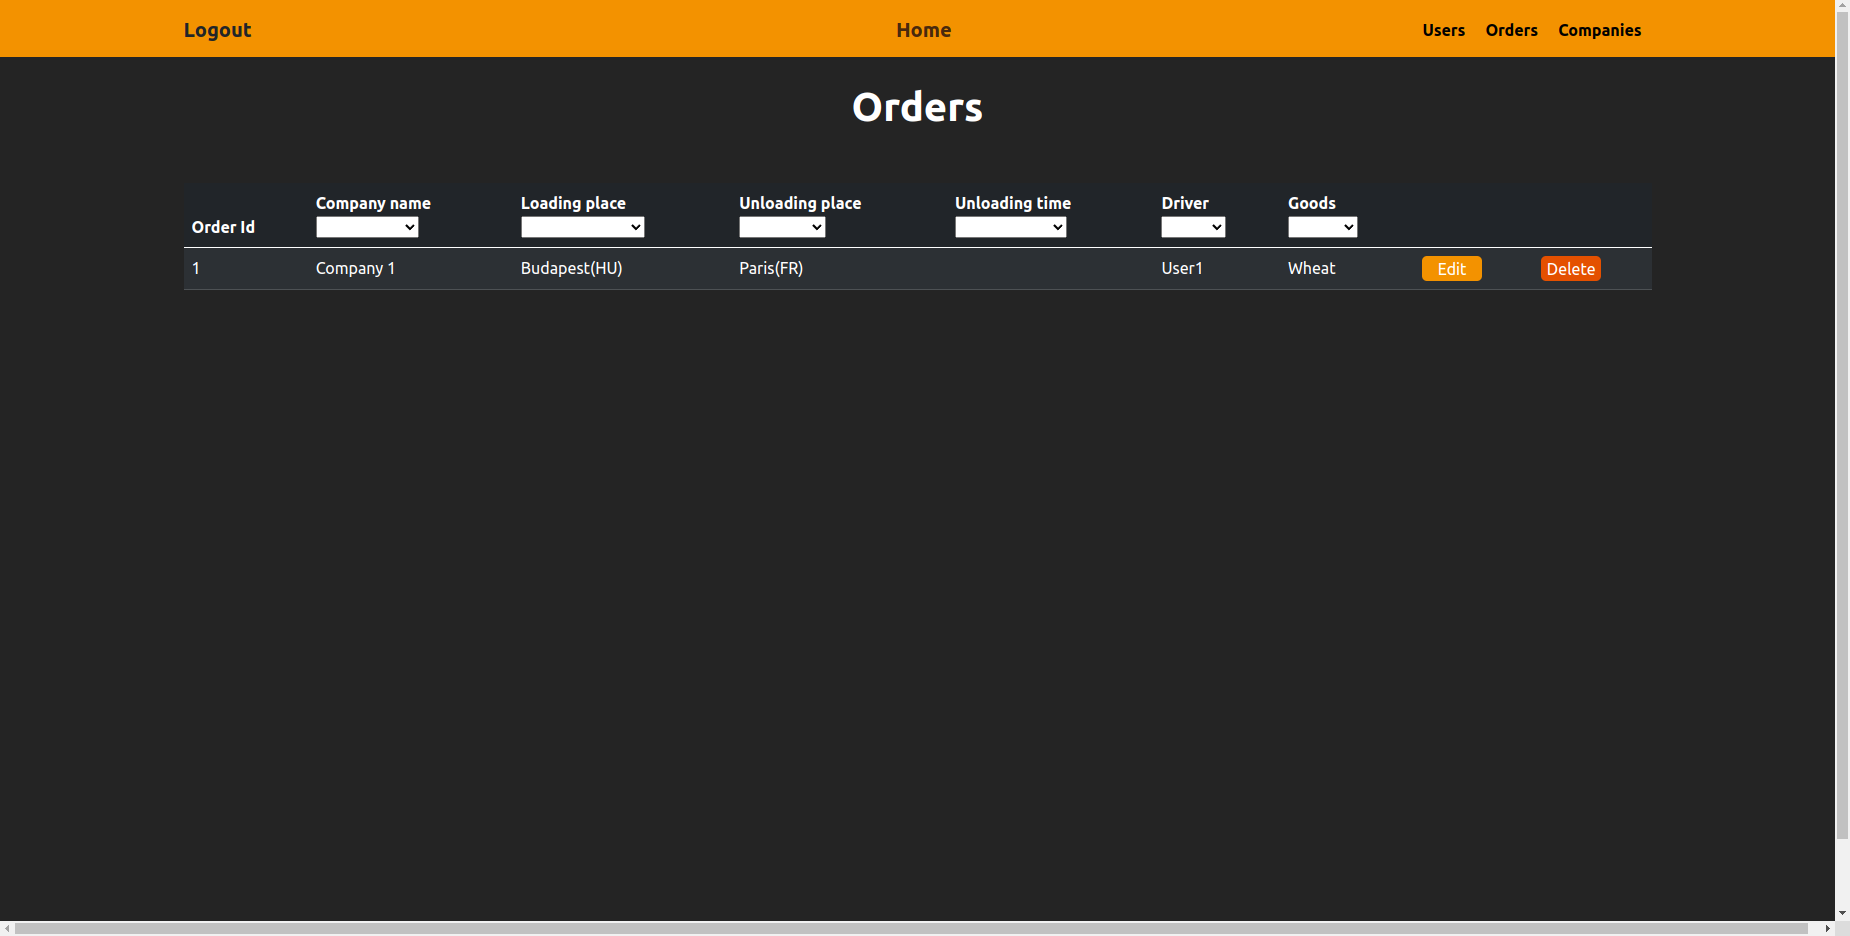 Logout Home Users Orders Companies
Orders
Order Id Company name Loading place Unloading place Unloading time Driver Goods
1 Company 1 Budapest(HU) Paris(FR) User1 Wheat Edit Delete